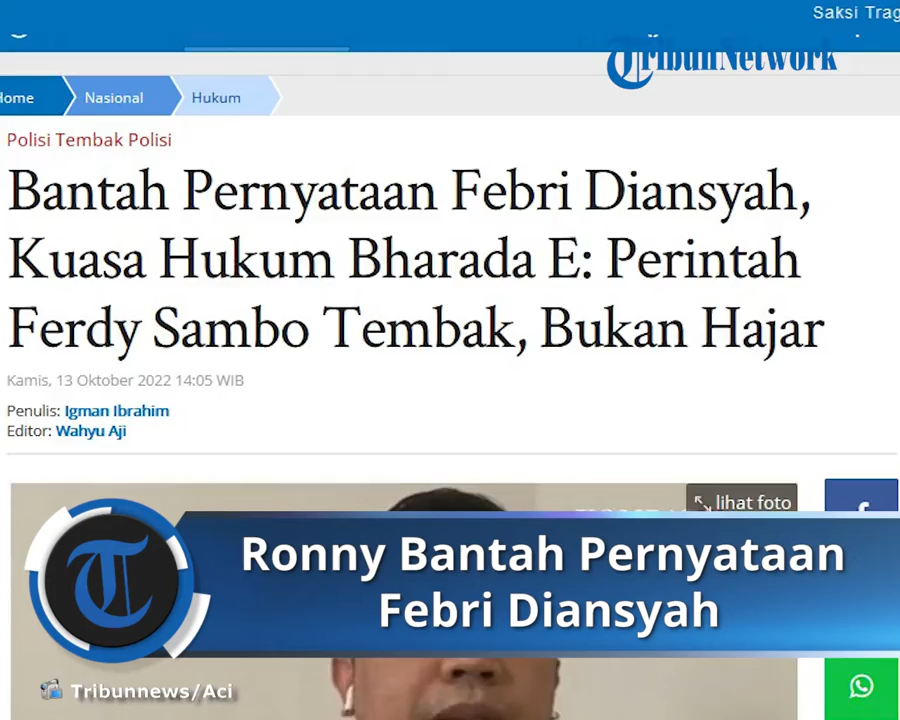 Saksi Trag
TribunNetwork
Home
Nasional
Hukum
Polisi Tembak Polisi
Bantah Pernyataan Febri Diansyah,
Kuasa Hukum Bharada E: Perintah
Ferdy Sambo Tembak, Bukan Hajar
Kamis, 13 Oktober 2022 14:05 WIB
Penulis: Igman Ibrahim
Editor: Wahyu Aji
lihat foto
Ronny Bantah Pernyataan
Febri Diansyah
Tribunnews/Aci